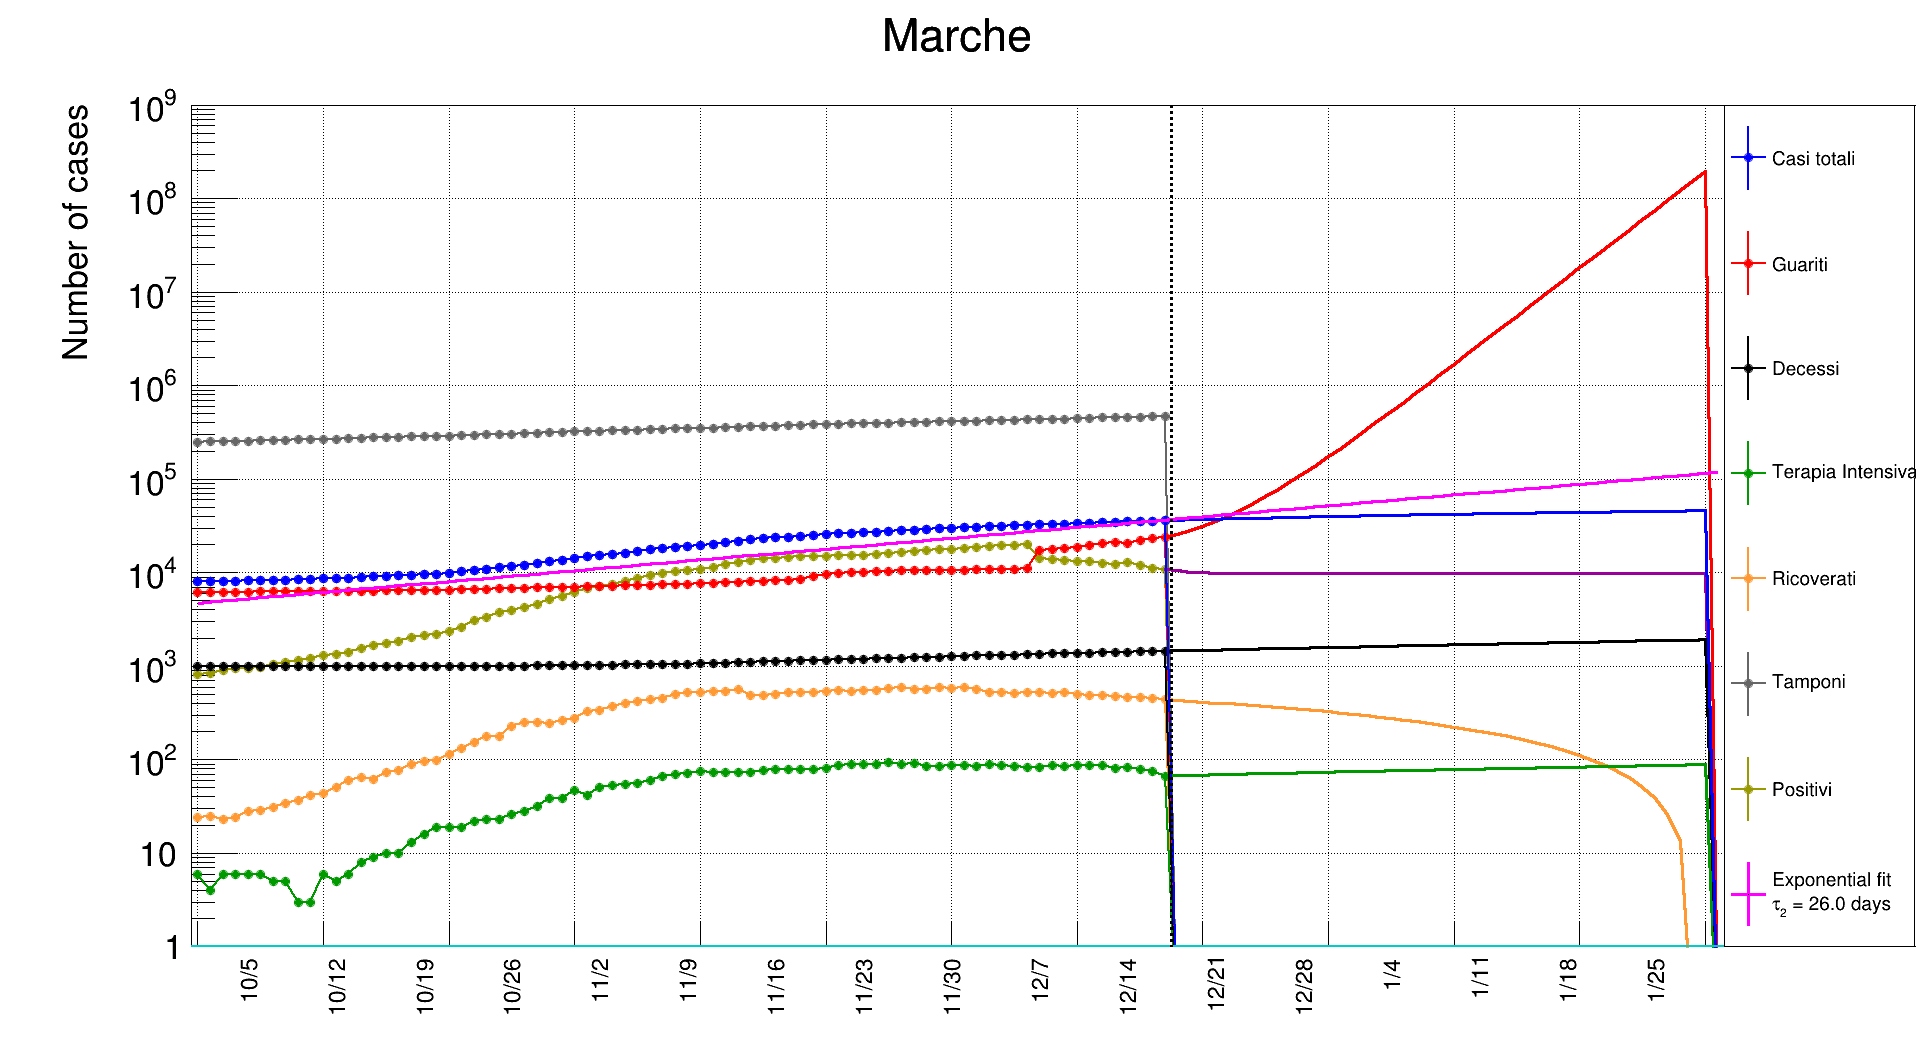 Marche
Number of cases
10^9
10^8
10^7
10^6
10^5
10^4
10^3
10^2
10
1
10/5
10/12
10/19
10/26
11/2
11/9
11/16
11/23
11/30
12/7
12/14
12/21
12/28
1/4
1/11
1/18
1/25
Casi totali
Guariti
Decessi
Terapia Intensiva
Ricoverati
Tamponi
Positivi
Exponential fit
τ_2 = 26.0 days